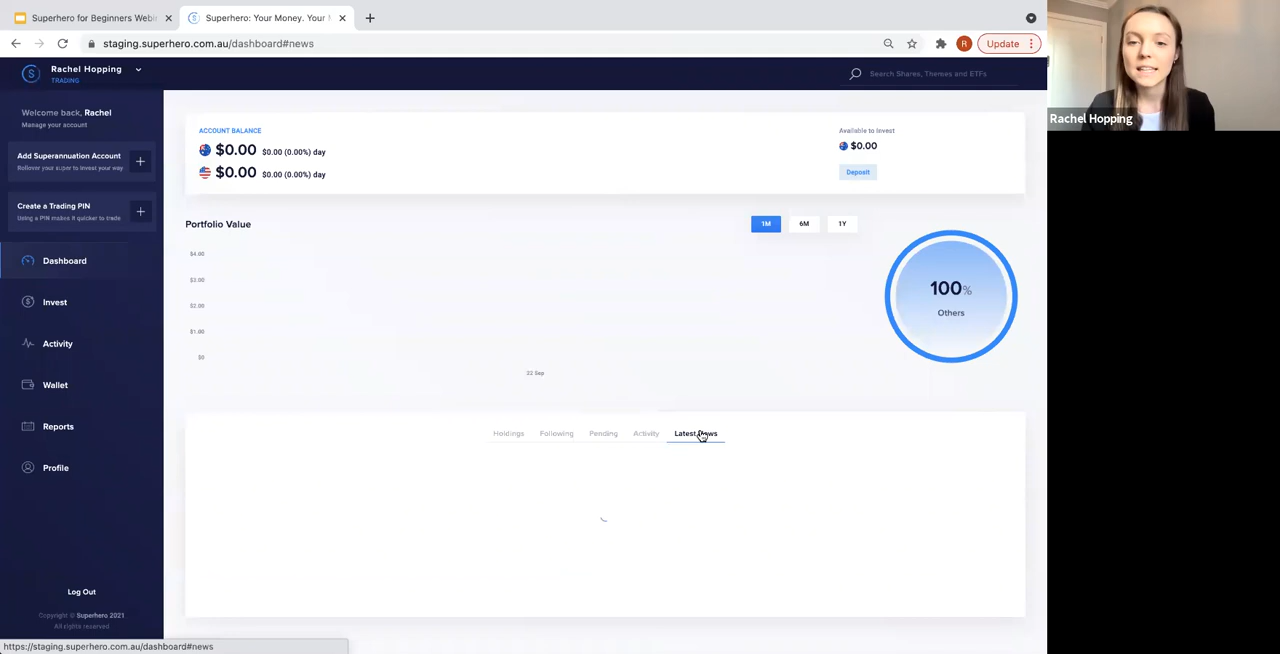 Superhero for Beginners Webi
Superhero: Your Money. Your
staging.superhero.com.au/dashboard#news
R
Update
Rachel Hopping
TRADING
Search Shares, Themes and ETFs
Rachel Hopping
Welcome back, Rachel
Manage your account
Add Superannuation Account
Rollover your super to invest your way
Create a Trading PIN
Using a PIN makes it quicker to trade
Dashboard
Invest
Activity
Wallet
Reports
Profile
Log Out
Copyright © Superhero 2021
All rights reserved.
ACCOUNT BALANCE
$0.00 $0.00 (0.00%) day
$0.00 $0.00 (0.00%) day
Available to Invest
$0.00
Deposit
Portfolio Value
1M 6M 1Y
$4.00
$3.00
$2.00
$1.00
$0
22 Sep
100%
Others
Holdings Following Pending Activity Latest News
https://staging.superhero.com.au/dashboard#news